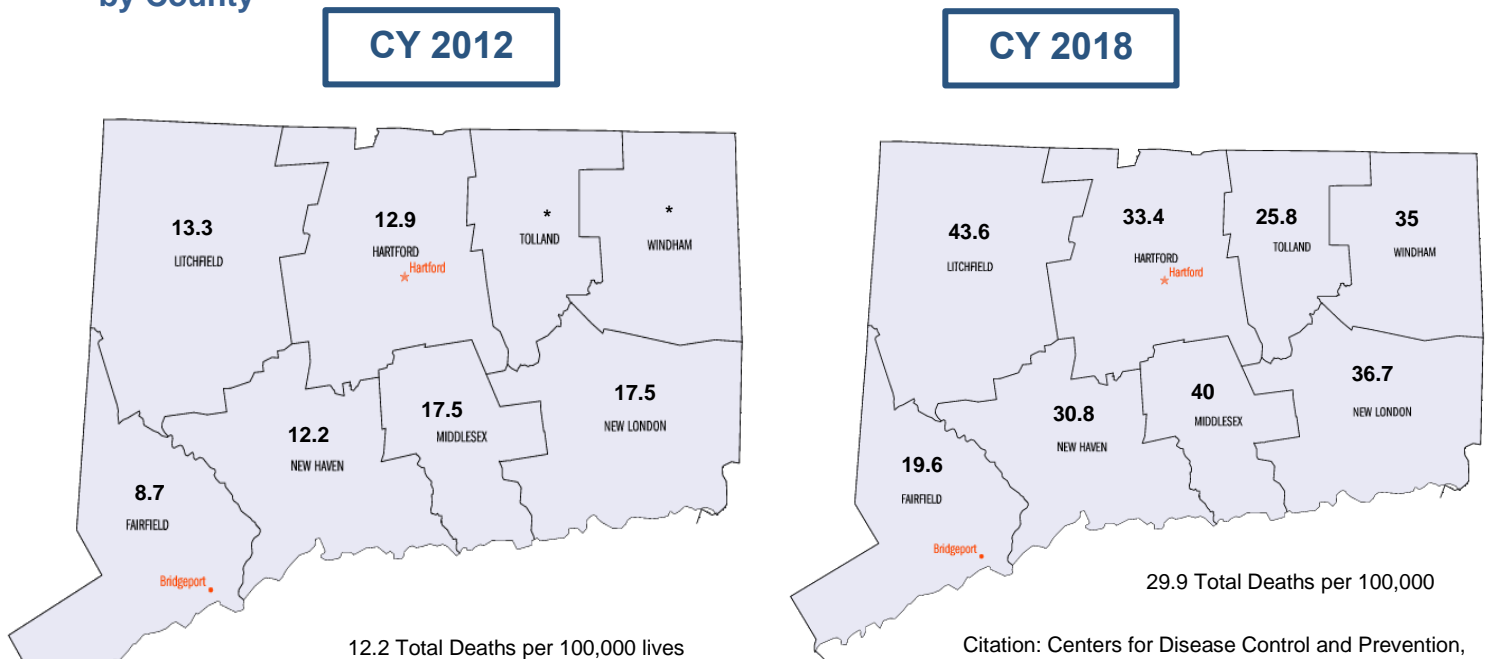 by County
CY 2012
CY 2018
13.3
LITCHFIELD
12.9
HARTFORD
Hartford
*
TOLLAND
*
WINDHAM
8.7
FAIRFIELD
Bridgeport
12.2
NEW HAVEN
17.5
MIDDLESEX
17.5
NEW LONDON
12.2 Total Deaths per 100,000 lives
43.6
LITCHFIELD
33.4
HARTFORD
Hartford
25.8
TOLLAND
35
WINDHAM
19.6
FAIRFIELD
Bridgeport
30.8
NEW HAVEN
40
MIDDLESEX
36.7
NEW LONDON
29.9 Total Deaths per 100,000
Citation: Centers for Disease Control and Prevention,